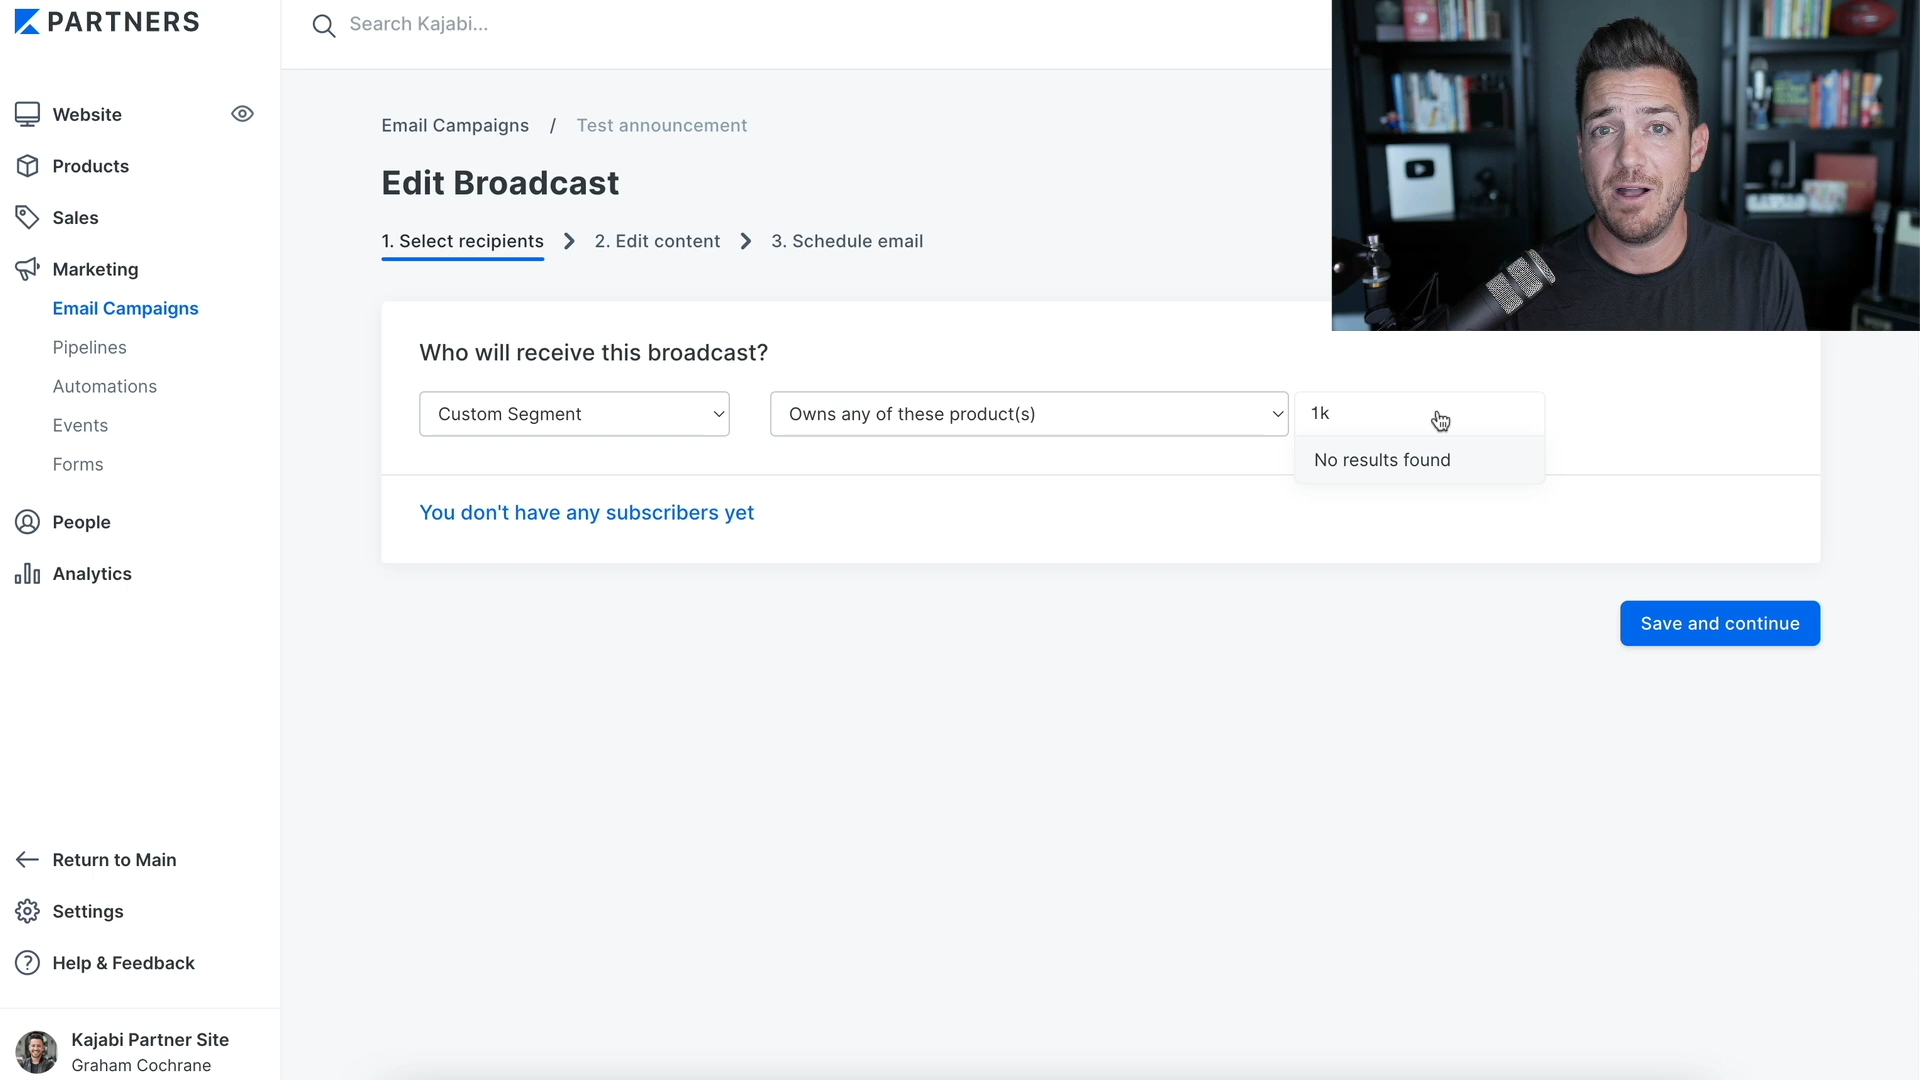 PARTNERS
Search Kajabi...
Website
Products
Sales
Marketing
Email Campaigns
Pipelines
Automations
Events
Forms
People
Analytics
Return to Main
Settings
Help & Feedback
Kajabi Partner Site
Graham Cochrane
Email Campaigns / Test announcement
Edit Broadcast
1. Select recipients 2. Edit content 3. Schedule email
Who will receive this broadcast?
Custom Segment Owns any of these product(s) 1k
No results found
You don't have any subscribers yet
Save and continue